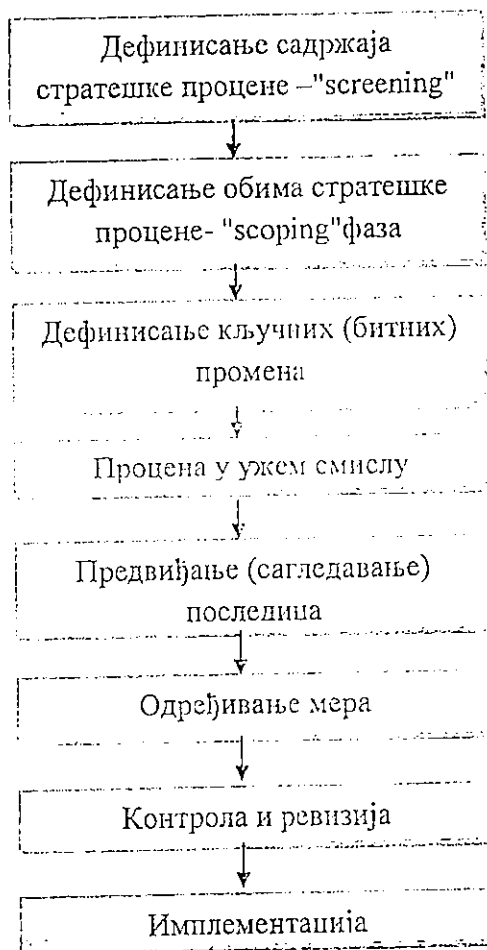 Дефинисање садржаја
стратешке процене –"screening"
Дефинисање обима стратешке
процене- "scoping"фаза
Дефинисање кључних (битних)
промена
Процена у ужем смислу
Предвиђање (сагледавање)
последица
Одређивање мера
Контрола и ревизија
Имплементација